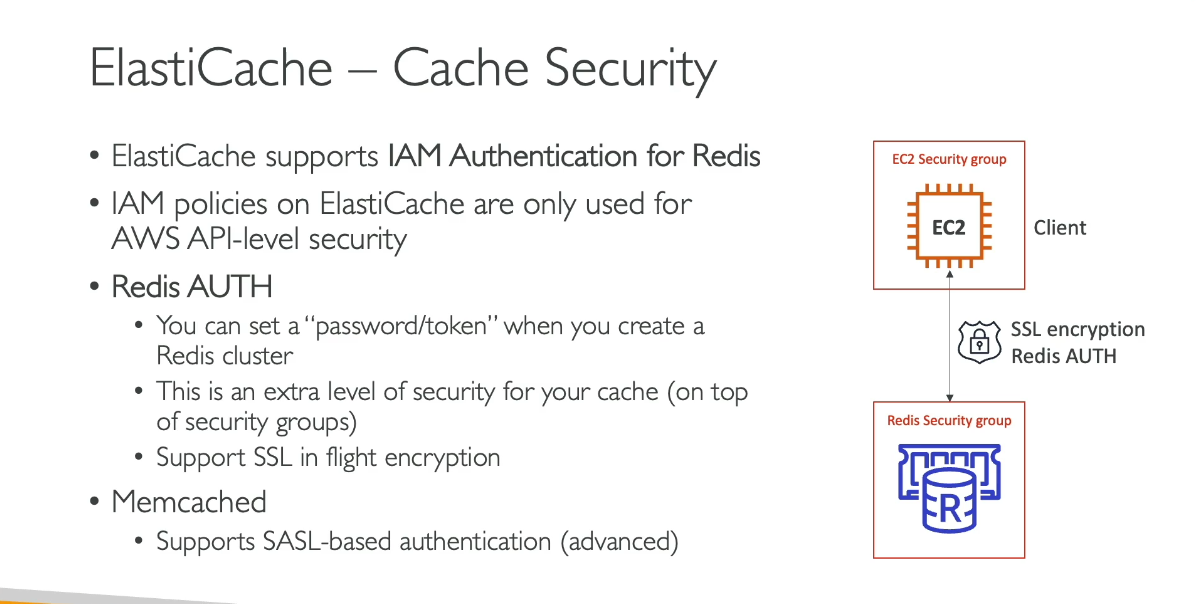 ElastiCache – Cache Security
• ElastiCache supports IAM Authentication for Redis
• IAM policies on ElastiCache are only used for
AWS API-level security
• Redis AUTH
• You can set a “password/token” when you create a
Redis cluster
• This is an extra level of security for your cache (on top
of security groups)
• Support SSL in flight encryption
• Memcached
• Supports SASL-based authentication (advanced)
EC2 Security group
EC2
Client
SSL encryption
Redis AUTH
Redis Security group
R